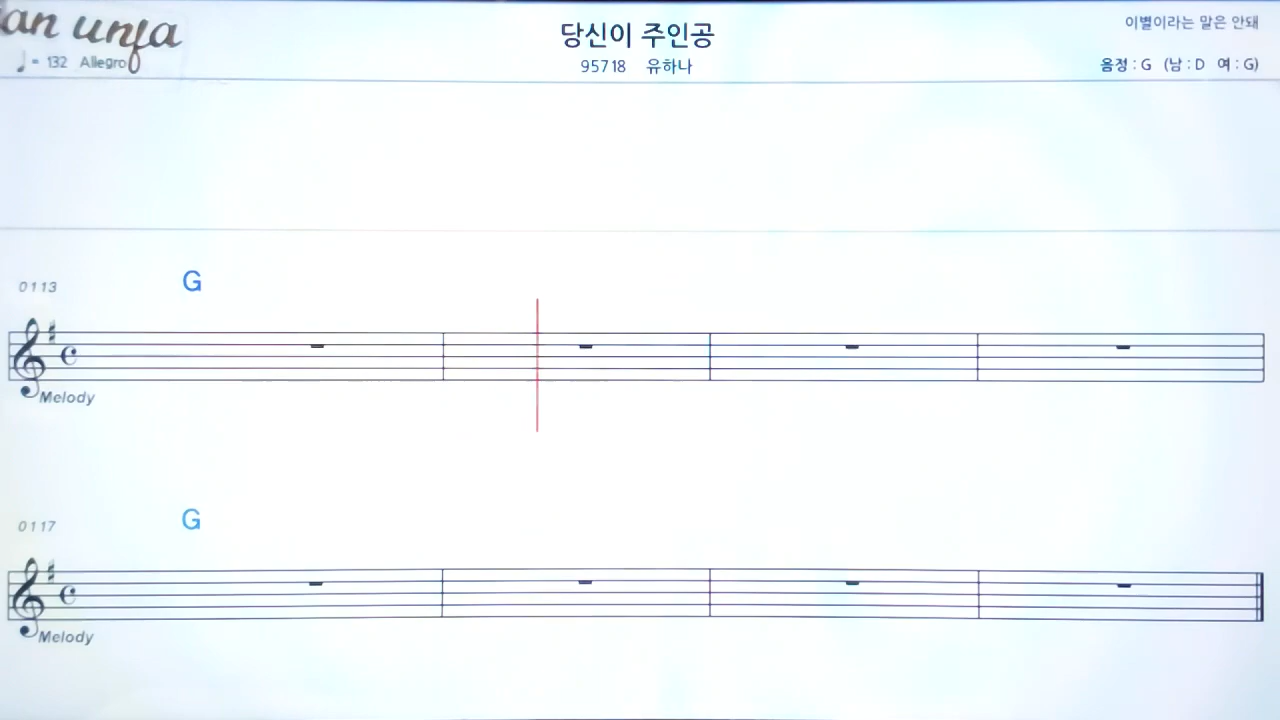 an unfa
♩= 132 Allegro
당신이 주인공
95718 유하나
이별이라는 말은 안돼
음정 : G (남 : D 여 : G)
0113
G
Melody
0117
G
Melody